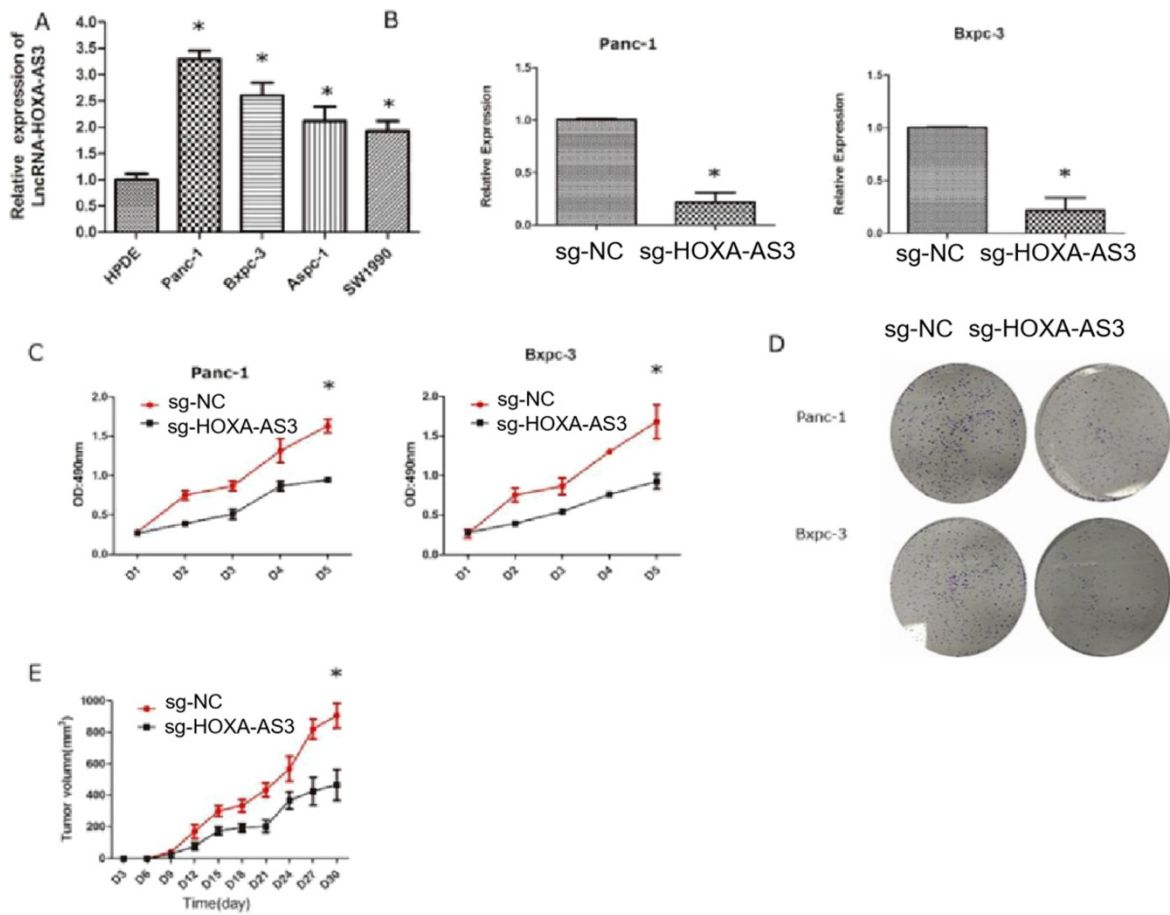 A
Relative expression of
LncRNA-HOXA-AS3
4.0
3.5
3.0
2.5
2.0
1.5
1.0
0.5
0.0
*
*
*
*
HPDE
Panc-1
Bxpc-3
Aspc-1
SW1990
B
Panc-1
Relative Expression
1.5
1.0
0.5
0.0
*
sg-NC sg-HOXA-AS3
Bxpc-3
Relative Expression
1.5
1.0
0.5
0.0
*
sg-NC sg-HOXA-AS3
C
Panc-1
*
sg-NC
sg-HOXA-AS3
OD:490nm
2.0
1.5
1.0
0.5
0.0
D1
D2
D3
D4
D5
Bxpc-3
*
sg-NC
sg-HOXA-AS3
OD:490nm
2.0
1.5
1.0
0.5
0.0
D1
D2
D3
D4
D5
D
sg-NC sg-HOXA-AS3
Panc-1
Bxpc-3
E
*
sg-NC
sg-HOXA-AS3
Tumor volumn(mm³)
1000
800
600
400
200
0
D3
D6
D9
D12
D15
D18
D21
D24
D27
D30
Time(day)